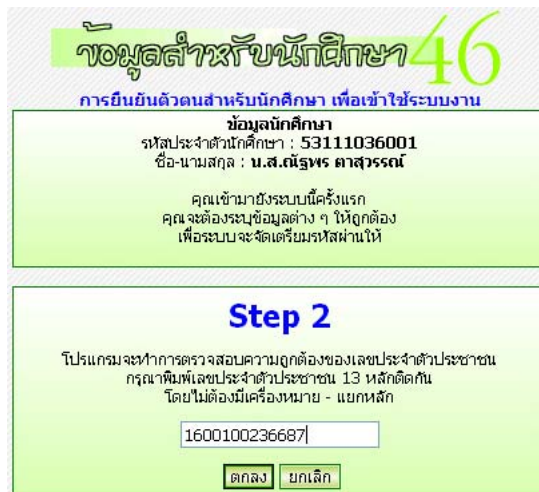 ข้อมูลสำหรับนักศึกษา 46
การยืนยันตัวตนสำหรับนักศึกษา เพื่อเข้าใช้ระบบงาน
ข้อมูลนักศึกษา
รหัสประจำตัวนักศึกษา : 53111036001
ชื่อ-นามสกุล : น.ส.ณัฐพร ตาสุวรรณ์
คุณเข้ามายังระบบนี้ครั้งแรก
คุณจะต้องระบุข้อมูลต่าง ๆ ให้ถูกต้อง
เพื่อระบบจะจัดเตรียมรหัสผ่านให้
Step 2
โปรแกรมจะทำการตรวจสอบความถูกต้องของเลขประจำตัวประชาชน
กรุณาพิมพ์เลขประจำตัวประชาชน 13 หลักติดกัน
โดยไม่ต้องมีเครื่องหมาย - แยกหลัก
1600100236687
ตกลง ยกเลิก